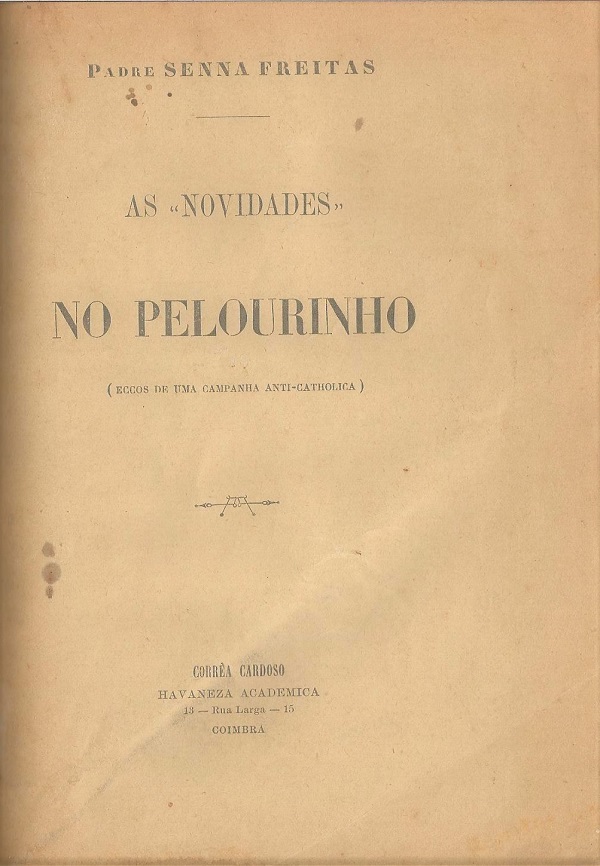 PADRE SENNA FREITAS
AS "NOVIDADES"
NO PELOURINHO
(ECCOS DE UMA CAMPANHA ANTI-CATHOLICA)
CORRÊA CARDOSO
HAVANEZA ACADEMICA
13 — Rua Larga — 15
COIMBRA